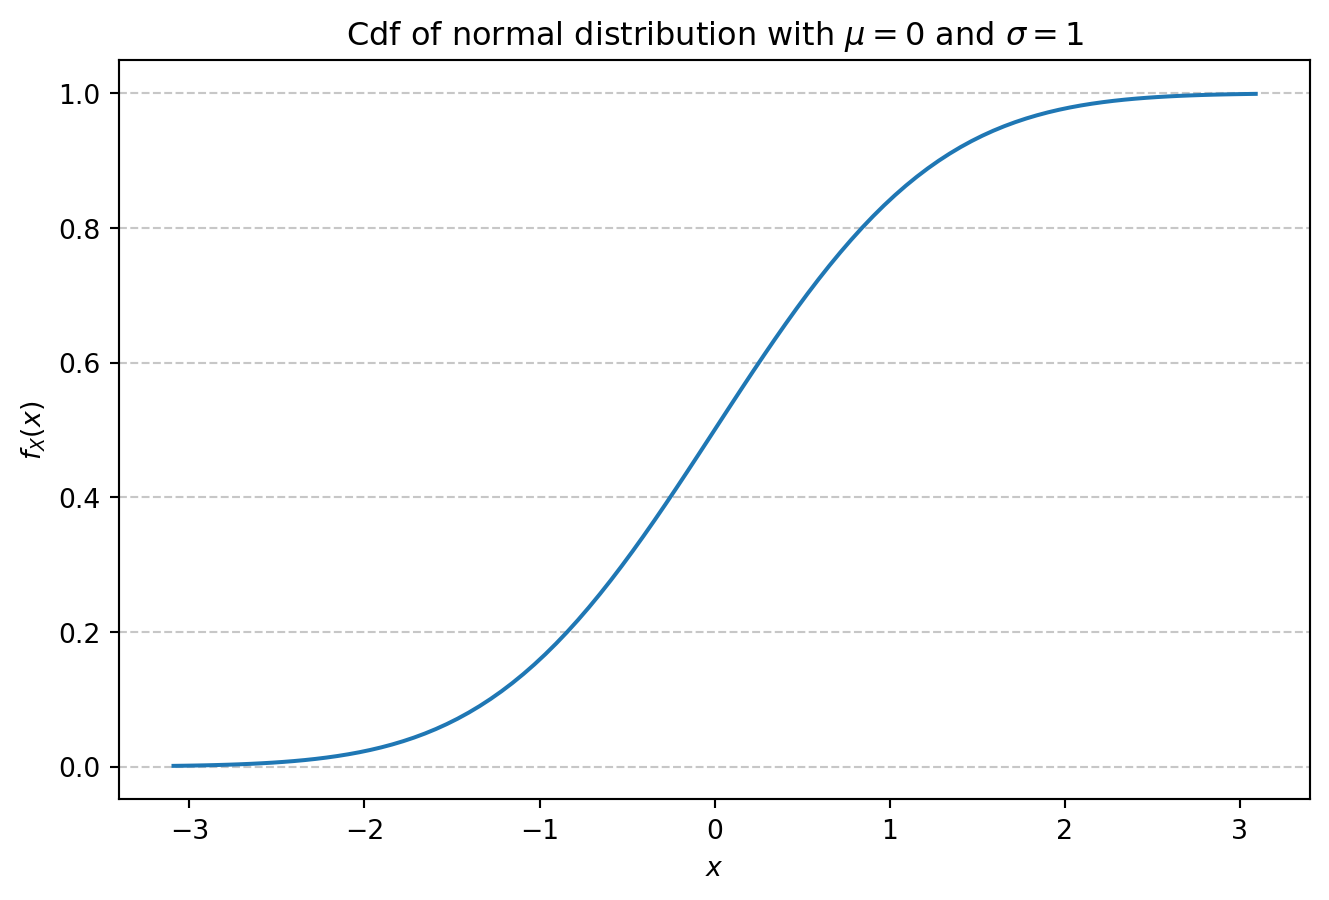 Cdf of normal distribution with μ = 0 and σ = 1
1.0
0.8
0.6
0.4
0.2
0.0
f_X(x)
−3 −2 −1 0 1 2 3
x